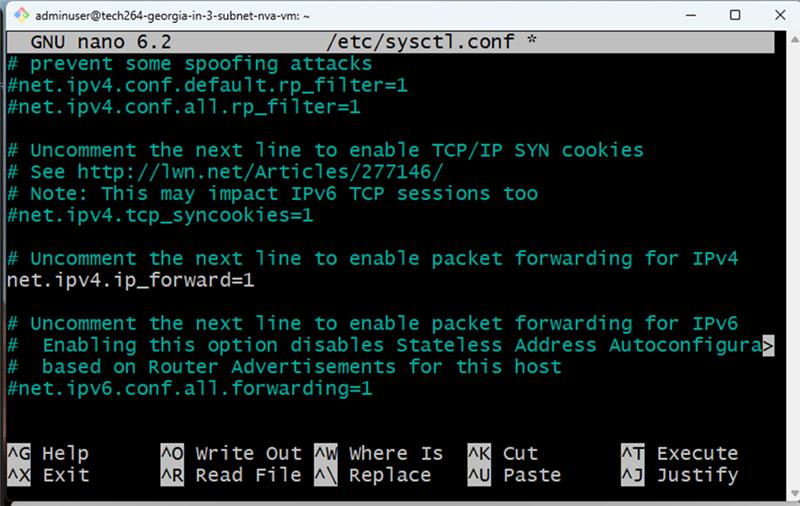 adminuser@tech264-georgia-in-3-subnet-nva-vm: ~
GNU nano 6.2 /etc/sysctl.conf *
# prevent some spoofing attacks
#net.ipv4.conf.default.rp_filter=1
#net.ipv4.conf.all.rp_filter=1
# Uncomment the next line to enable TCP/IP SYN cookies
# See http://lwn.net/Articles/277146/
# Note: This may impact IPv6 TCP sessions too
#net.ipv4.tcp_syncookies=1
# Uncomment the next line to enable packet forwarding for IPv4
net.ipv4.ip_forward=1
# Uncomment the next line to enable packet forwarding for IPv6
#  Enabling this option disables Stateless Address Autoconfigura>
#  based on Router Advertisements for this host
#net.ipv6.conf.all.forwarding=1
^G Help ^O Write Out ^W Where Is ^K Cut ^T Execute
^X Exit ^R Read File ^\ Replace ^U Paste ^J Justify